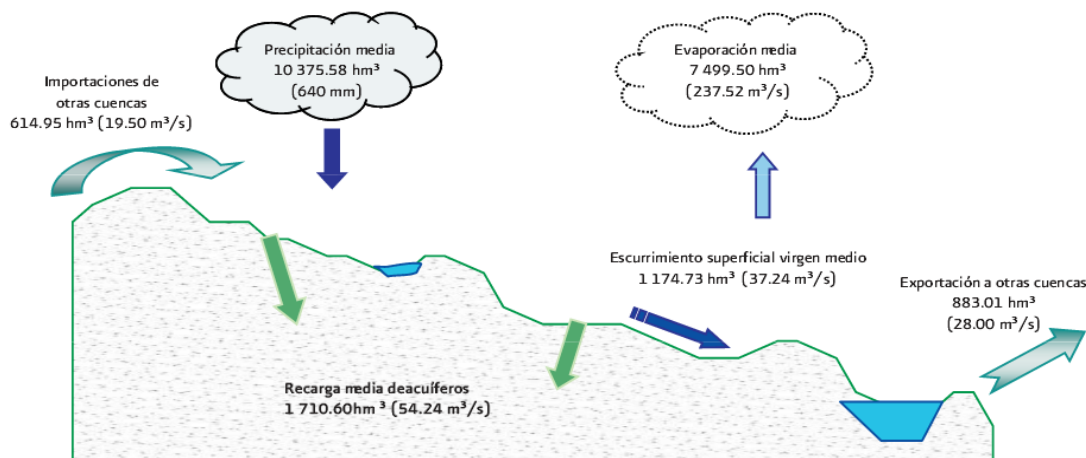 Precipitación media
10 375.58 hm³
(640 mm)
Evaporación media
7 499.50 hm³
(237.52 m³/s)
Importaciones de
otras cuencas
614.95 hm³ (19.50 m³/s)
Escurrimiento superficial virgen medio
1 174.73 hm³ (37.24 m³/s)
Exportación a otras cuencas
883.01 hm³
(28.00 m³/s)
Recarga media deacuíferos
1 710.60hm ³ (54.24 m³/s)